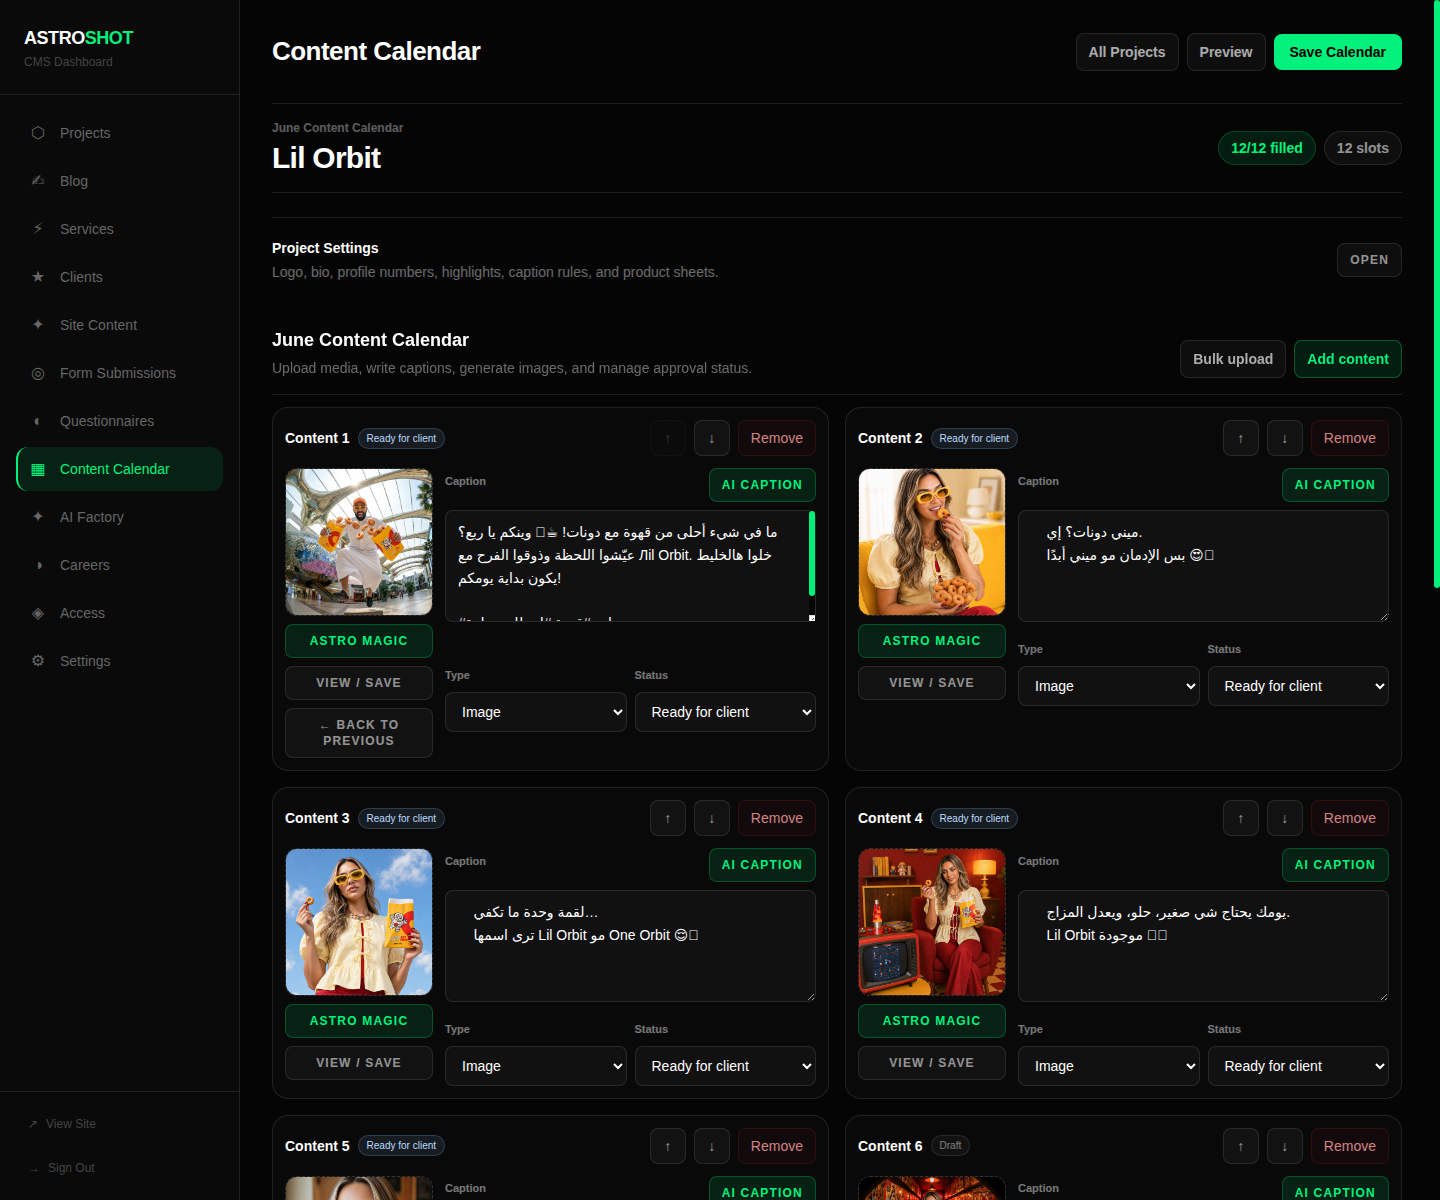 ASTROSHOT
CMS Dashboard
Projects
Blog
Services
Clients
Site Content
Form Submissions
Questionnaires
Content Calendar
AI Factory
Careers
Access
Settings
↗ View Site
→ Sign Out
Content Calendar
All Projects
Preview
Save Calendar
June Content Calendar
Lil Orbit
12/12 filled
12 slots
Project Settings
Logo, bio, profile numbers, highlights, caption rules, and product sheets.
OPEN
June Content Calendar
Upload media, write captions, generate images, and manage approval status.
Bulk upload
Add content
Content 1
Ready for client
↑
↓
Remove
Caption
AI CAPTION
ما في شيء أحلى من قهوة مع دونات! ☕ وينكم يا ربع؟
عيّشوا اللحظة وذوقوا الفرح مع Лil Orbit. خلوا هالخليط
يكون بداية يومكم!
ASTRO MAGIC
VIEW / SAVE
← BACK TO
PREVIOUS
Type
Status
Image
Ready for client
Content 2
Ready for client
↑
↓
Remove
Caption
AI CAPTION
ميني دونات؟ إي.
بس الإدمان مو ميني أبدًا 😍
ASTRO MAGIC
VIEW / SAVE
Type
Status
Image
Ready for client
Content 3
Ready for client
↑
↓
Remove
Caption
AI CAPTION
لقمة وحدة ما تكفي…
ترى اسمها Lil Orbit مو One Orbit 😌
ASTRO MAGIC
VIEW / SAVE
Type
Status
Image
Ready for client
Content 4
Ready for client
↑
↓
Remove
Caption
AI CAPTION
يومك يحتاج شي صغير، حلو، ويعدل المزاج.
Lil Orbit موجودة
ASTRO MAGIC
VIEW / SAVE
Type
Status
Image
Ready for client
Content 5
Ready for client
↑
↓
Remove
Caption
AI CAPTION
Content 6
Draft
↑
↓
Remove
Caption
AI CAPTION